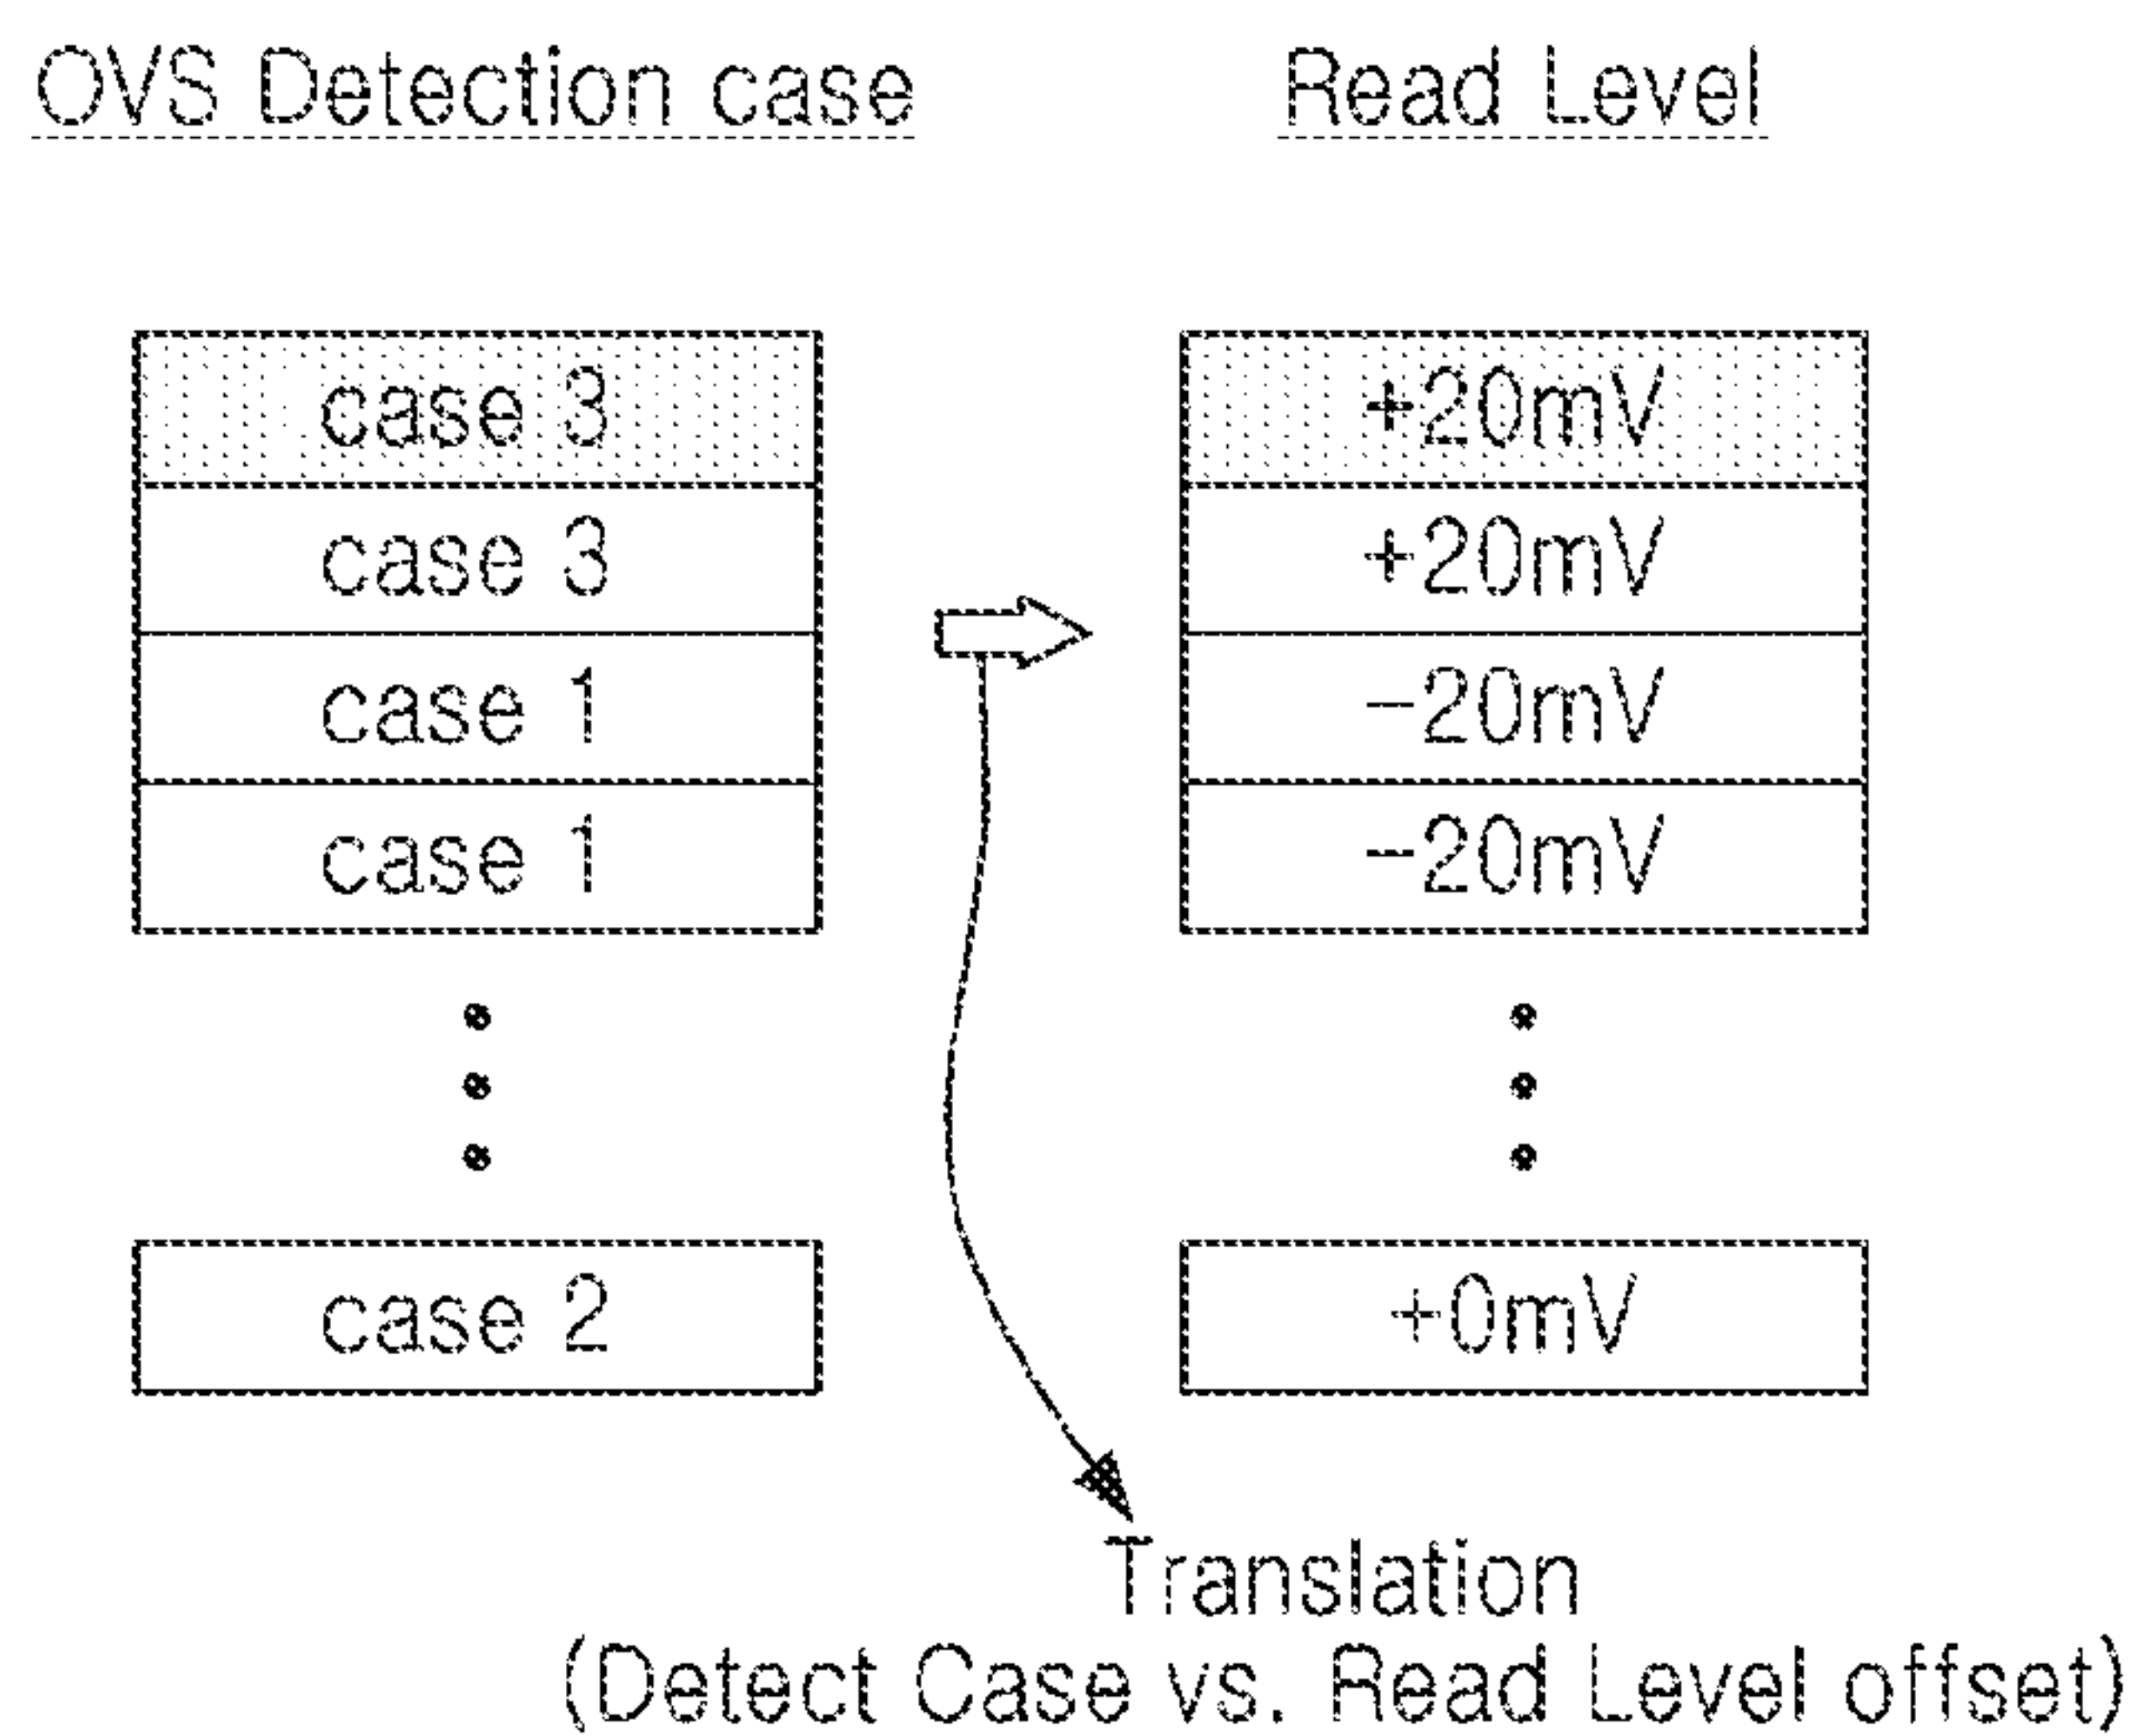 OVS Detection case
Read Level
case 3
+20mV
case 3
+20mV
case 1
-20mV
case 1
-20mV
case 2
+0mV
Translation
(Detect Case vs. Read Level offset)